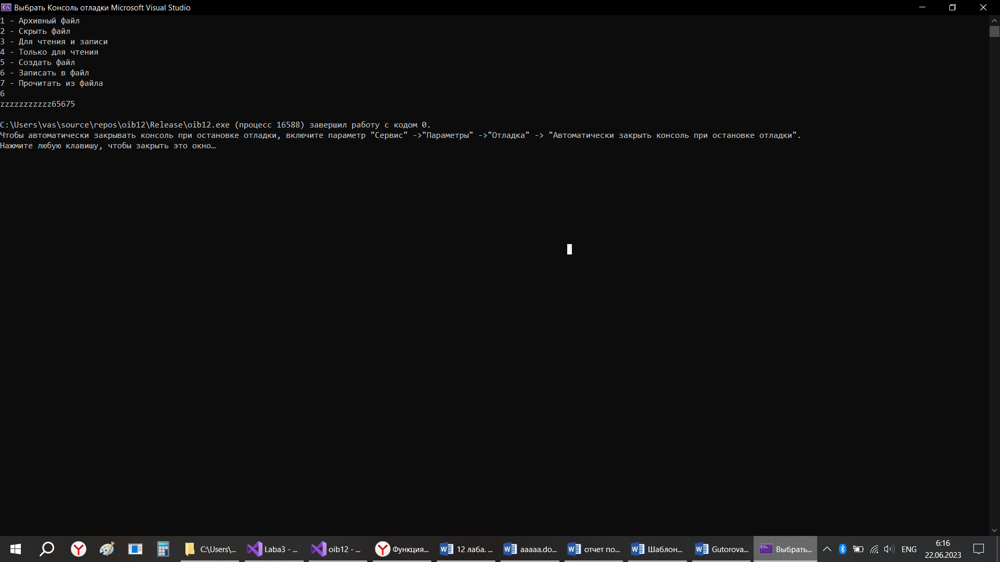 Выбрать Консоль отладки Microsoft Visual Studio
1 - Архивный файл
2 - Скрыть файл
3 - Для чтения и записи
4 - Только для чтения
5 - Создать файл
6 - Записать в файл
7 - Прочитать из файла
6
zzzzzzzzzzz65675
C:\Users\vas\source\repos\oib12\Release\oib12.exe (процесс 16588) завершил работу с кодом 0.
Чтобы автоматически закрывать консоль при остановке отладки, включите параметр "Сервис" ->"Параметры" ->"Отладка" -> "Автоматически закрыть консоль при остановке отладки".
Нажмите любую клавишу, чтобы закрыть это окно…
C:\Users\...
Laba3 - ...
oib12 - ...
Функция...
12 лаба. ...
aaaaa.do...
отчет по...
Шаблон...
Gutorova...
Выбрать...
ENG
6:16
22.06.2023